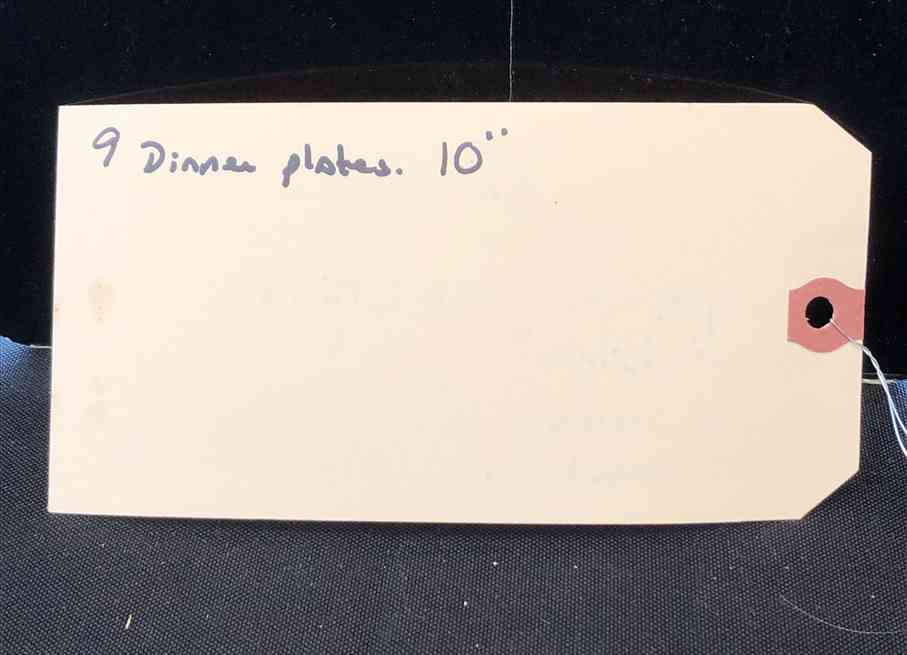 9 Dinner plates. 10"